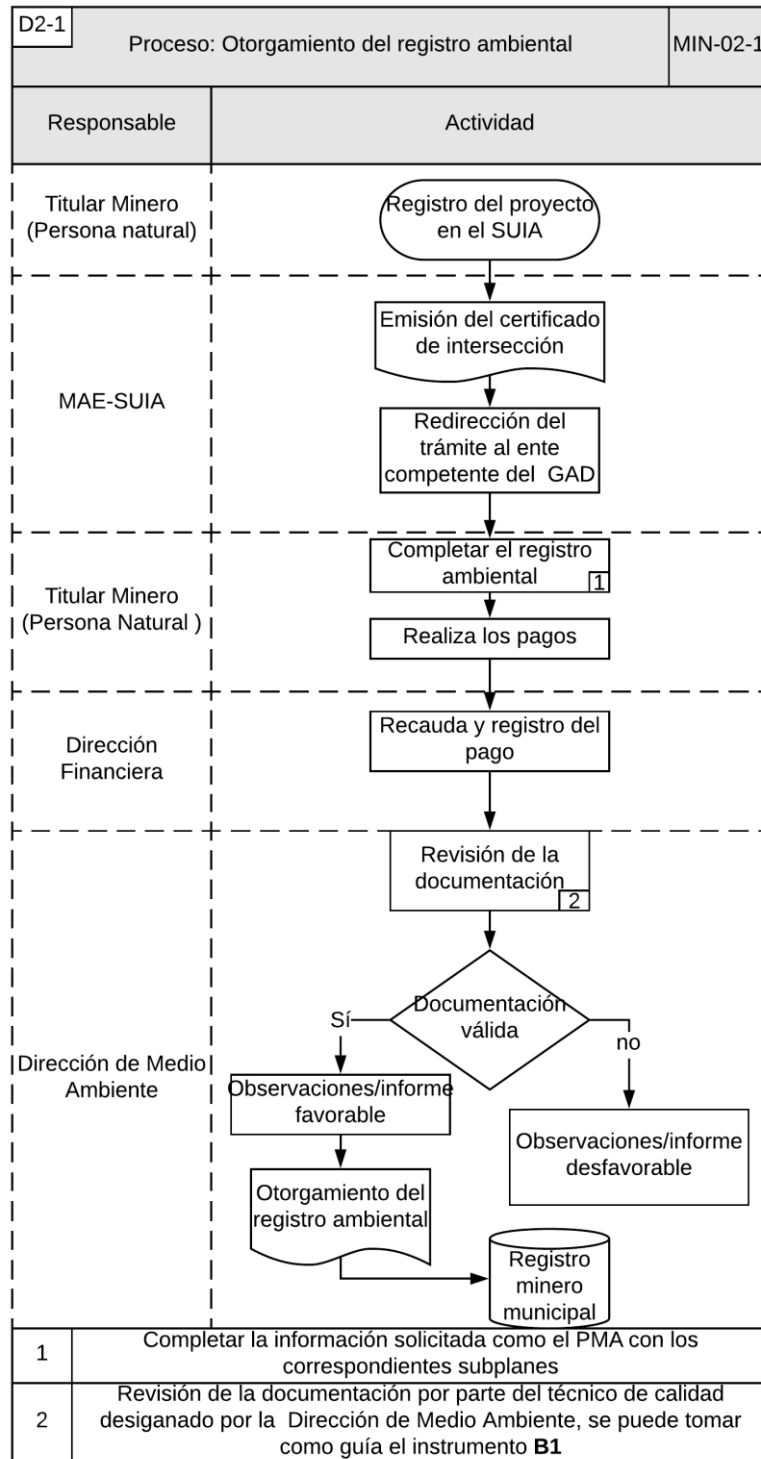 D2-1
Proceso: Otorgamiento del registro ambiental
MIN-02-1
Responsable
Actividad
Titular Minero
(Persona natural)
Registro del proyecto
en el SUIA
MAE-SUIA
Emisión del certificado
de intersección
Redirección del
trámite al ente
competente del GAD
Titular Minero
(Persona Natural )
Completar el registro
ambiental
1
Realiza los pagos
Dirección
Financiera
Recauda y registro del
pago
Dirección de Medio
Ambiente
Revisión de la
documentación
2
Documentación
válida
Sí
no
Observaciones/informe
favorable
Observaciones/informe
desfavorable
Otorgamiento del
registro ambiental
Registro
minero
municipal
1
Completar la información solicitada como el PMA con los
correspondientes subplanes
2
Revisión de la documentación por parte del técnico de calidad
desiganado por la Dirección de Medio Ambiente, se puede tomar
como guía el instrumento B1